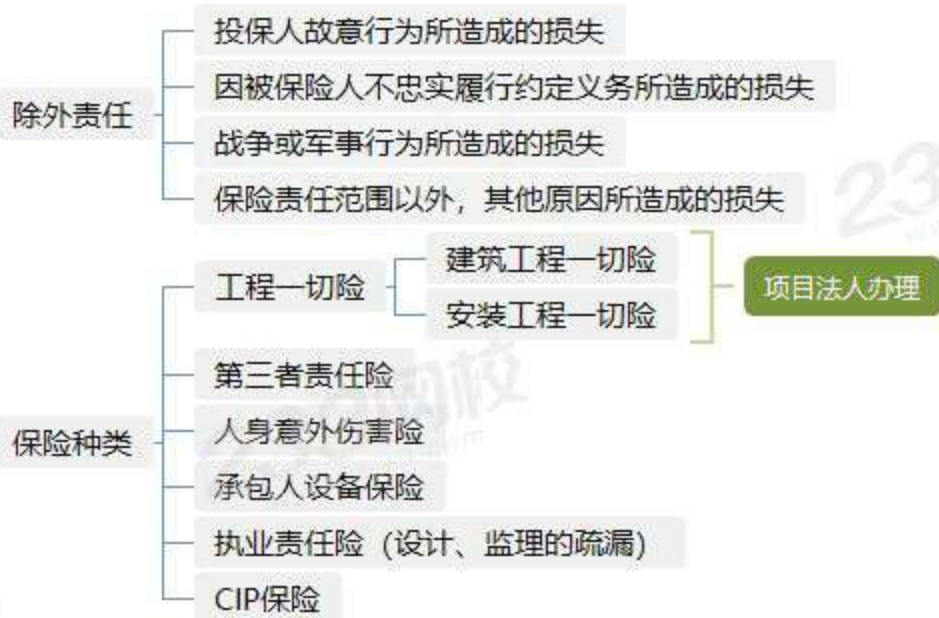 除外责任
投保人故意行为所造成的损失
因被保险人不忠实履行约定义务所造成的损失
战争或军事行为所造成的损失
保险责任范围以外，其他原因所造成的损失
保险种类
工程一切险
建筑工程一切险
安装工程一切险
项目法人办理
第三者责任险
人身意外伤害险
承包人设备保险
执业责任险（设计、监理的疏漏）
CIP保险